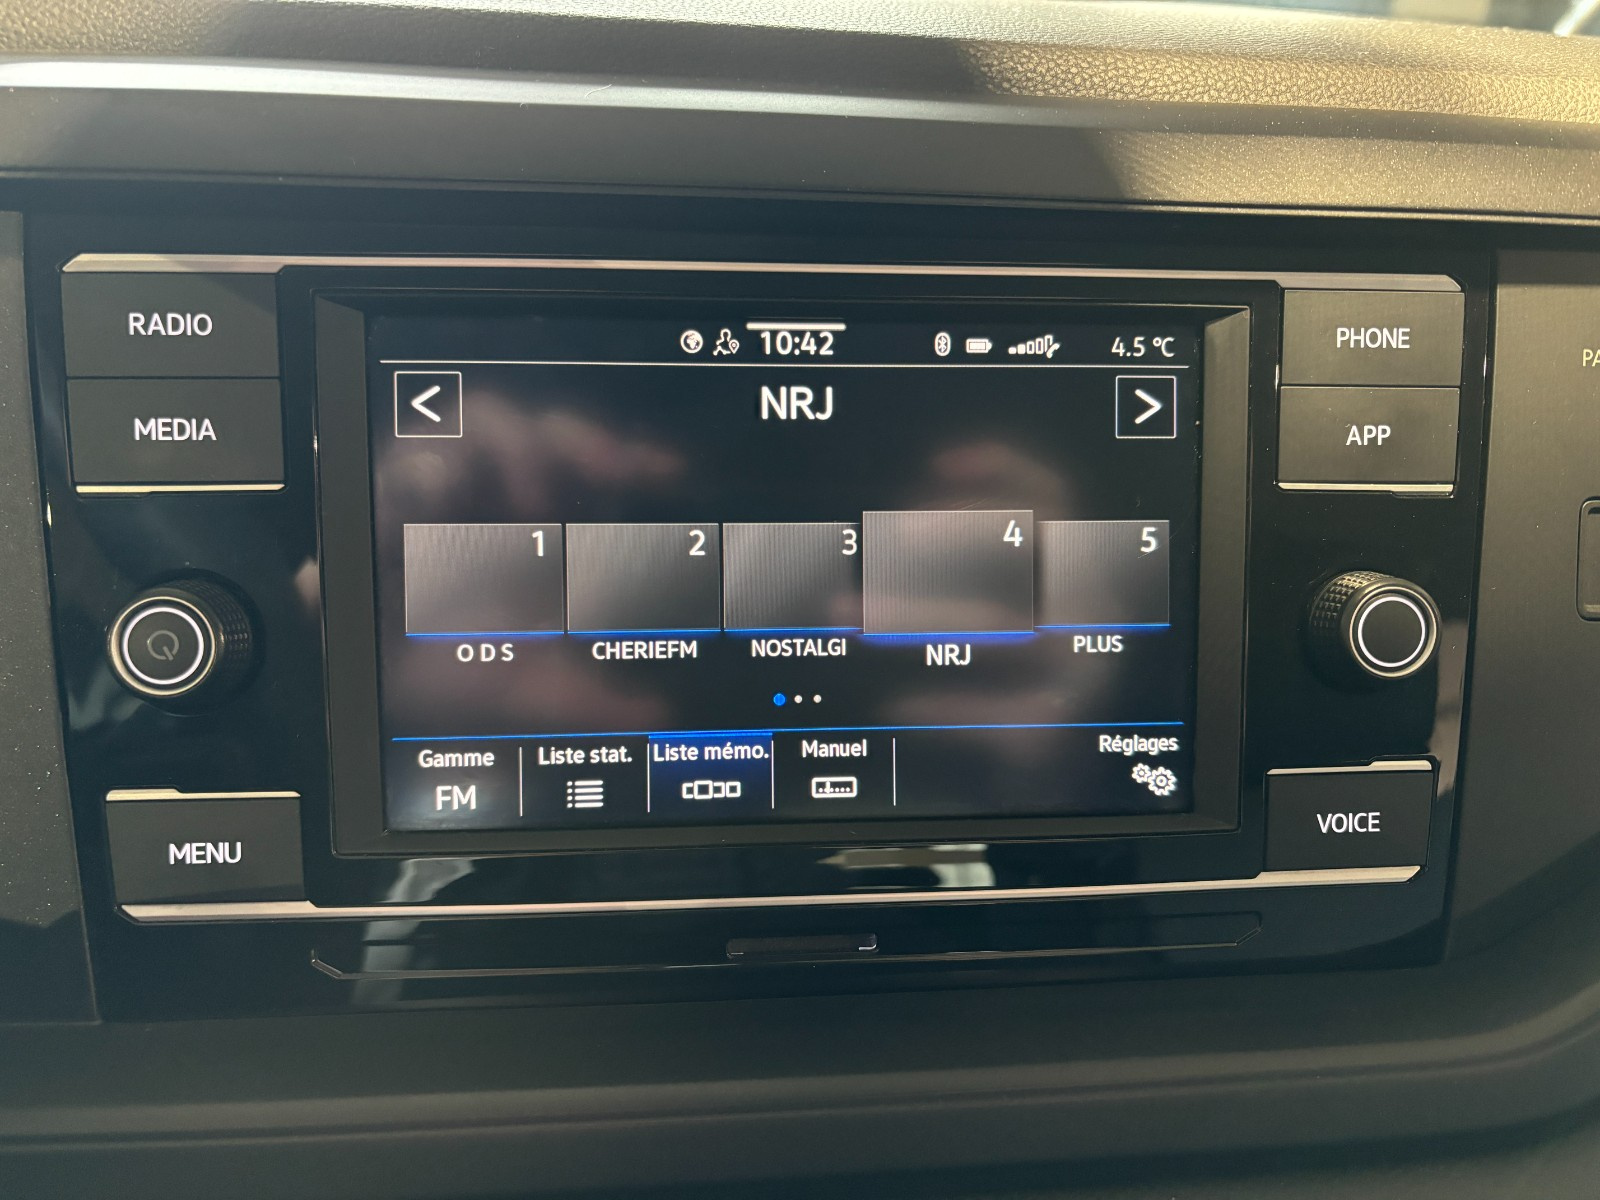 RADIO
MEDIA
MENU
10:42
4.5 °C
<
NRJ
>
1
2
3
4
5
O D S
CHERIEFM
NOSTALGI
NRJ
PLUS
Gamme
FM
Liste stat.
Liste mémo.
Manuel
Réglages
PHONE
APP
VOICE
PA